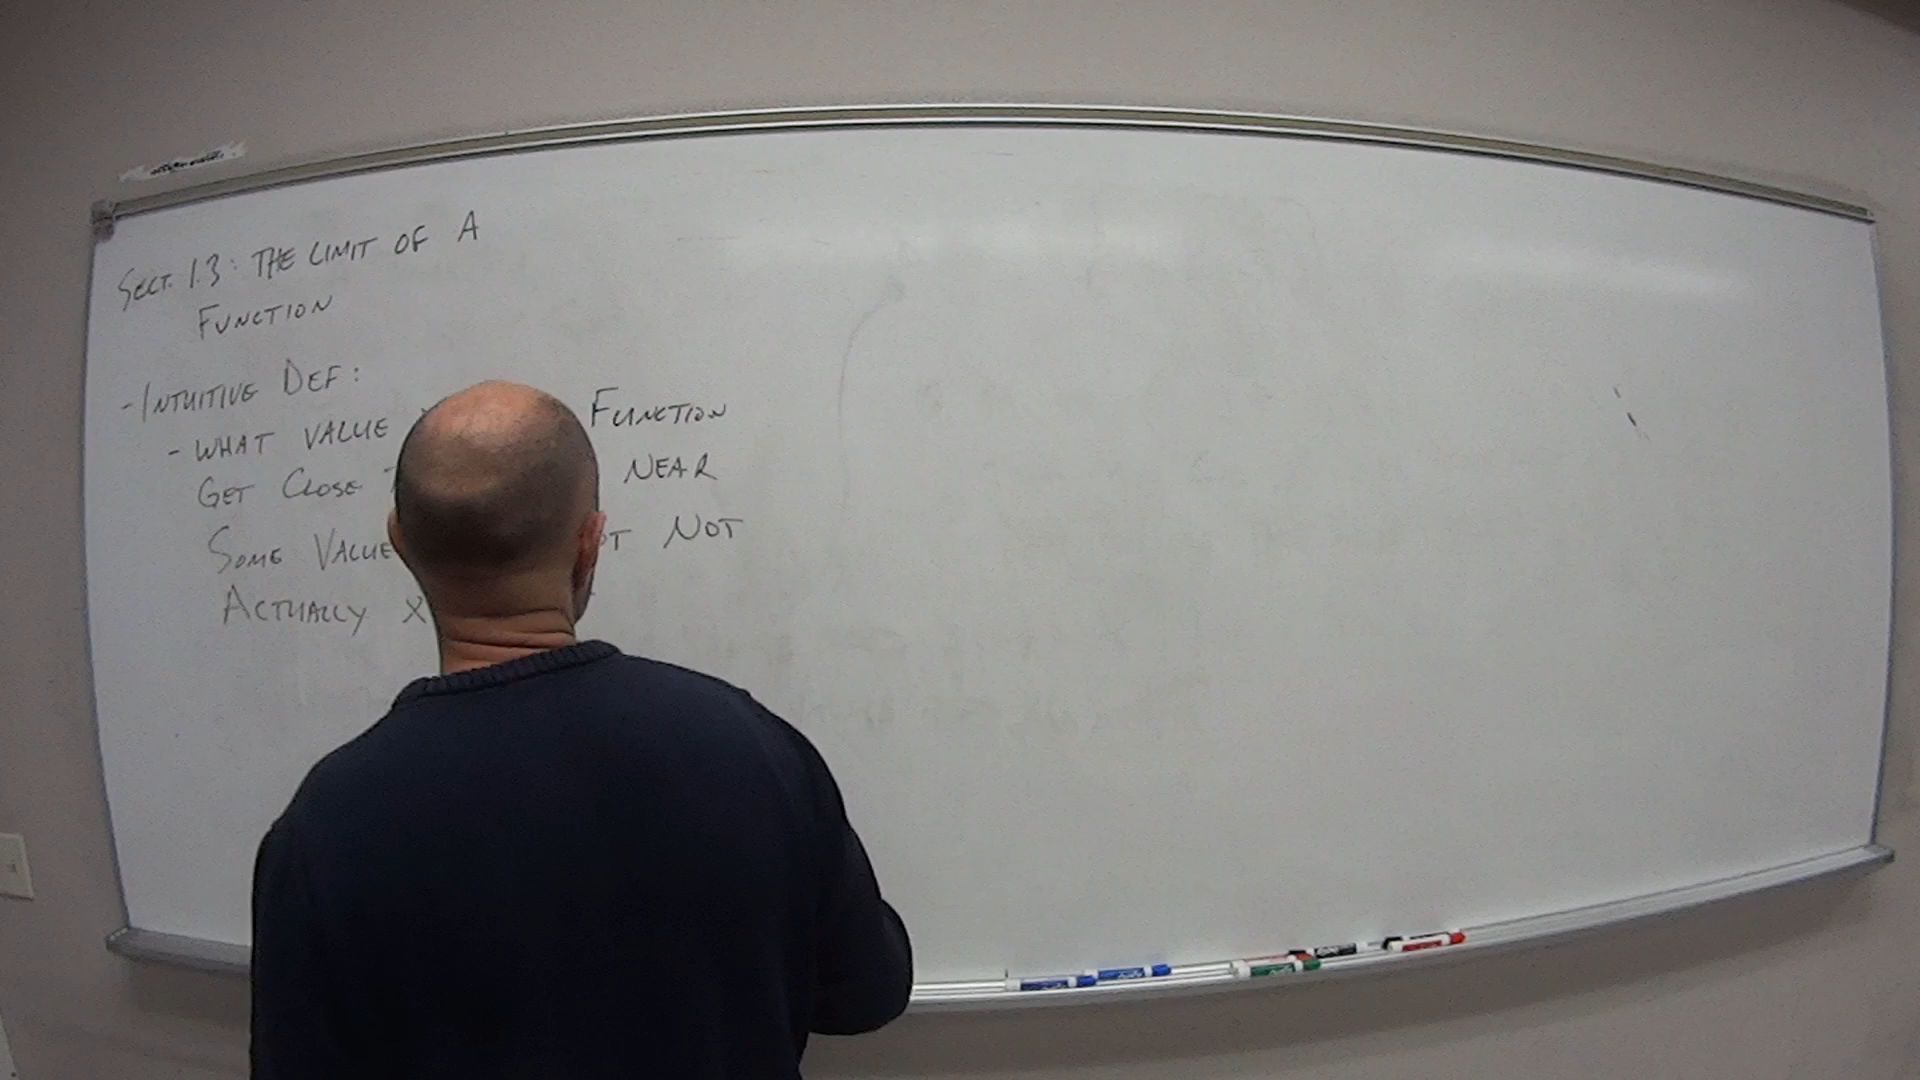 SECT. 1.3: THE LIMIT OF A
FUNCTION
- INTUITIVE DEF:
- WHAT VALUE FUNCTION
GET CLOSE NEAR
SOME VALUE NOT
ACTUALLY X